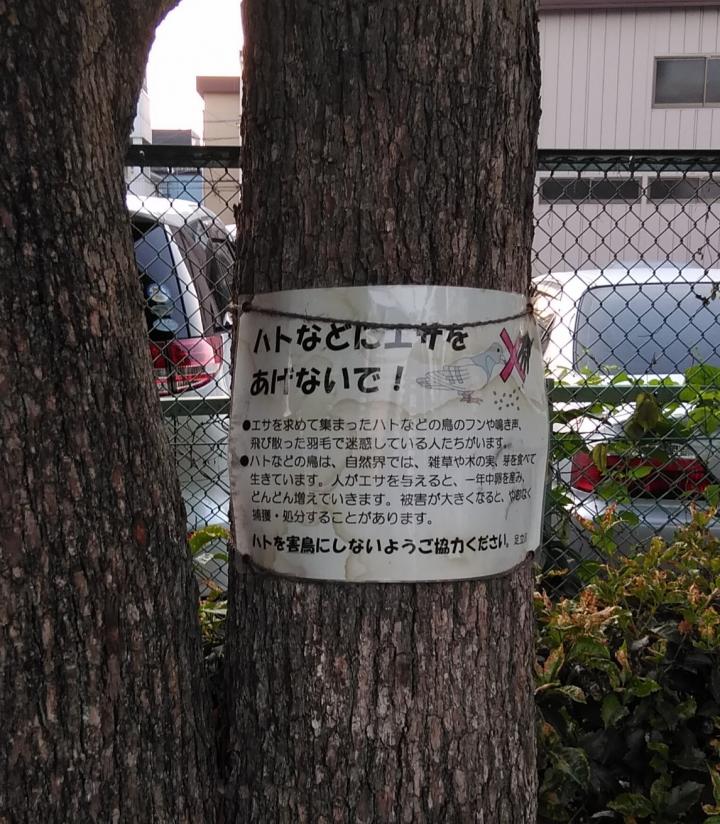 ハトなどにエサを
あげないで！
●エサを求めて集まったハトなどの鳥のフンや鳴き声、
飛び散った羽毛で迷惑している人たちがいます。
●ハトなどの鳥は、自然界では、雑草や木の実、芽を食べて
生きています。人がエサを与えると、一年中卵を産み、
どんどん増えていきます。被害が大きくなると、やむなく
捕獲・処分することがあります。
ハトを害鳥にしないようご協力ください。足立